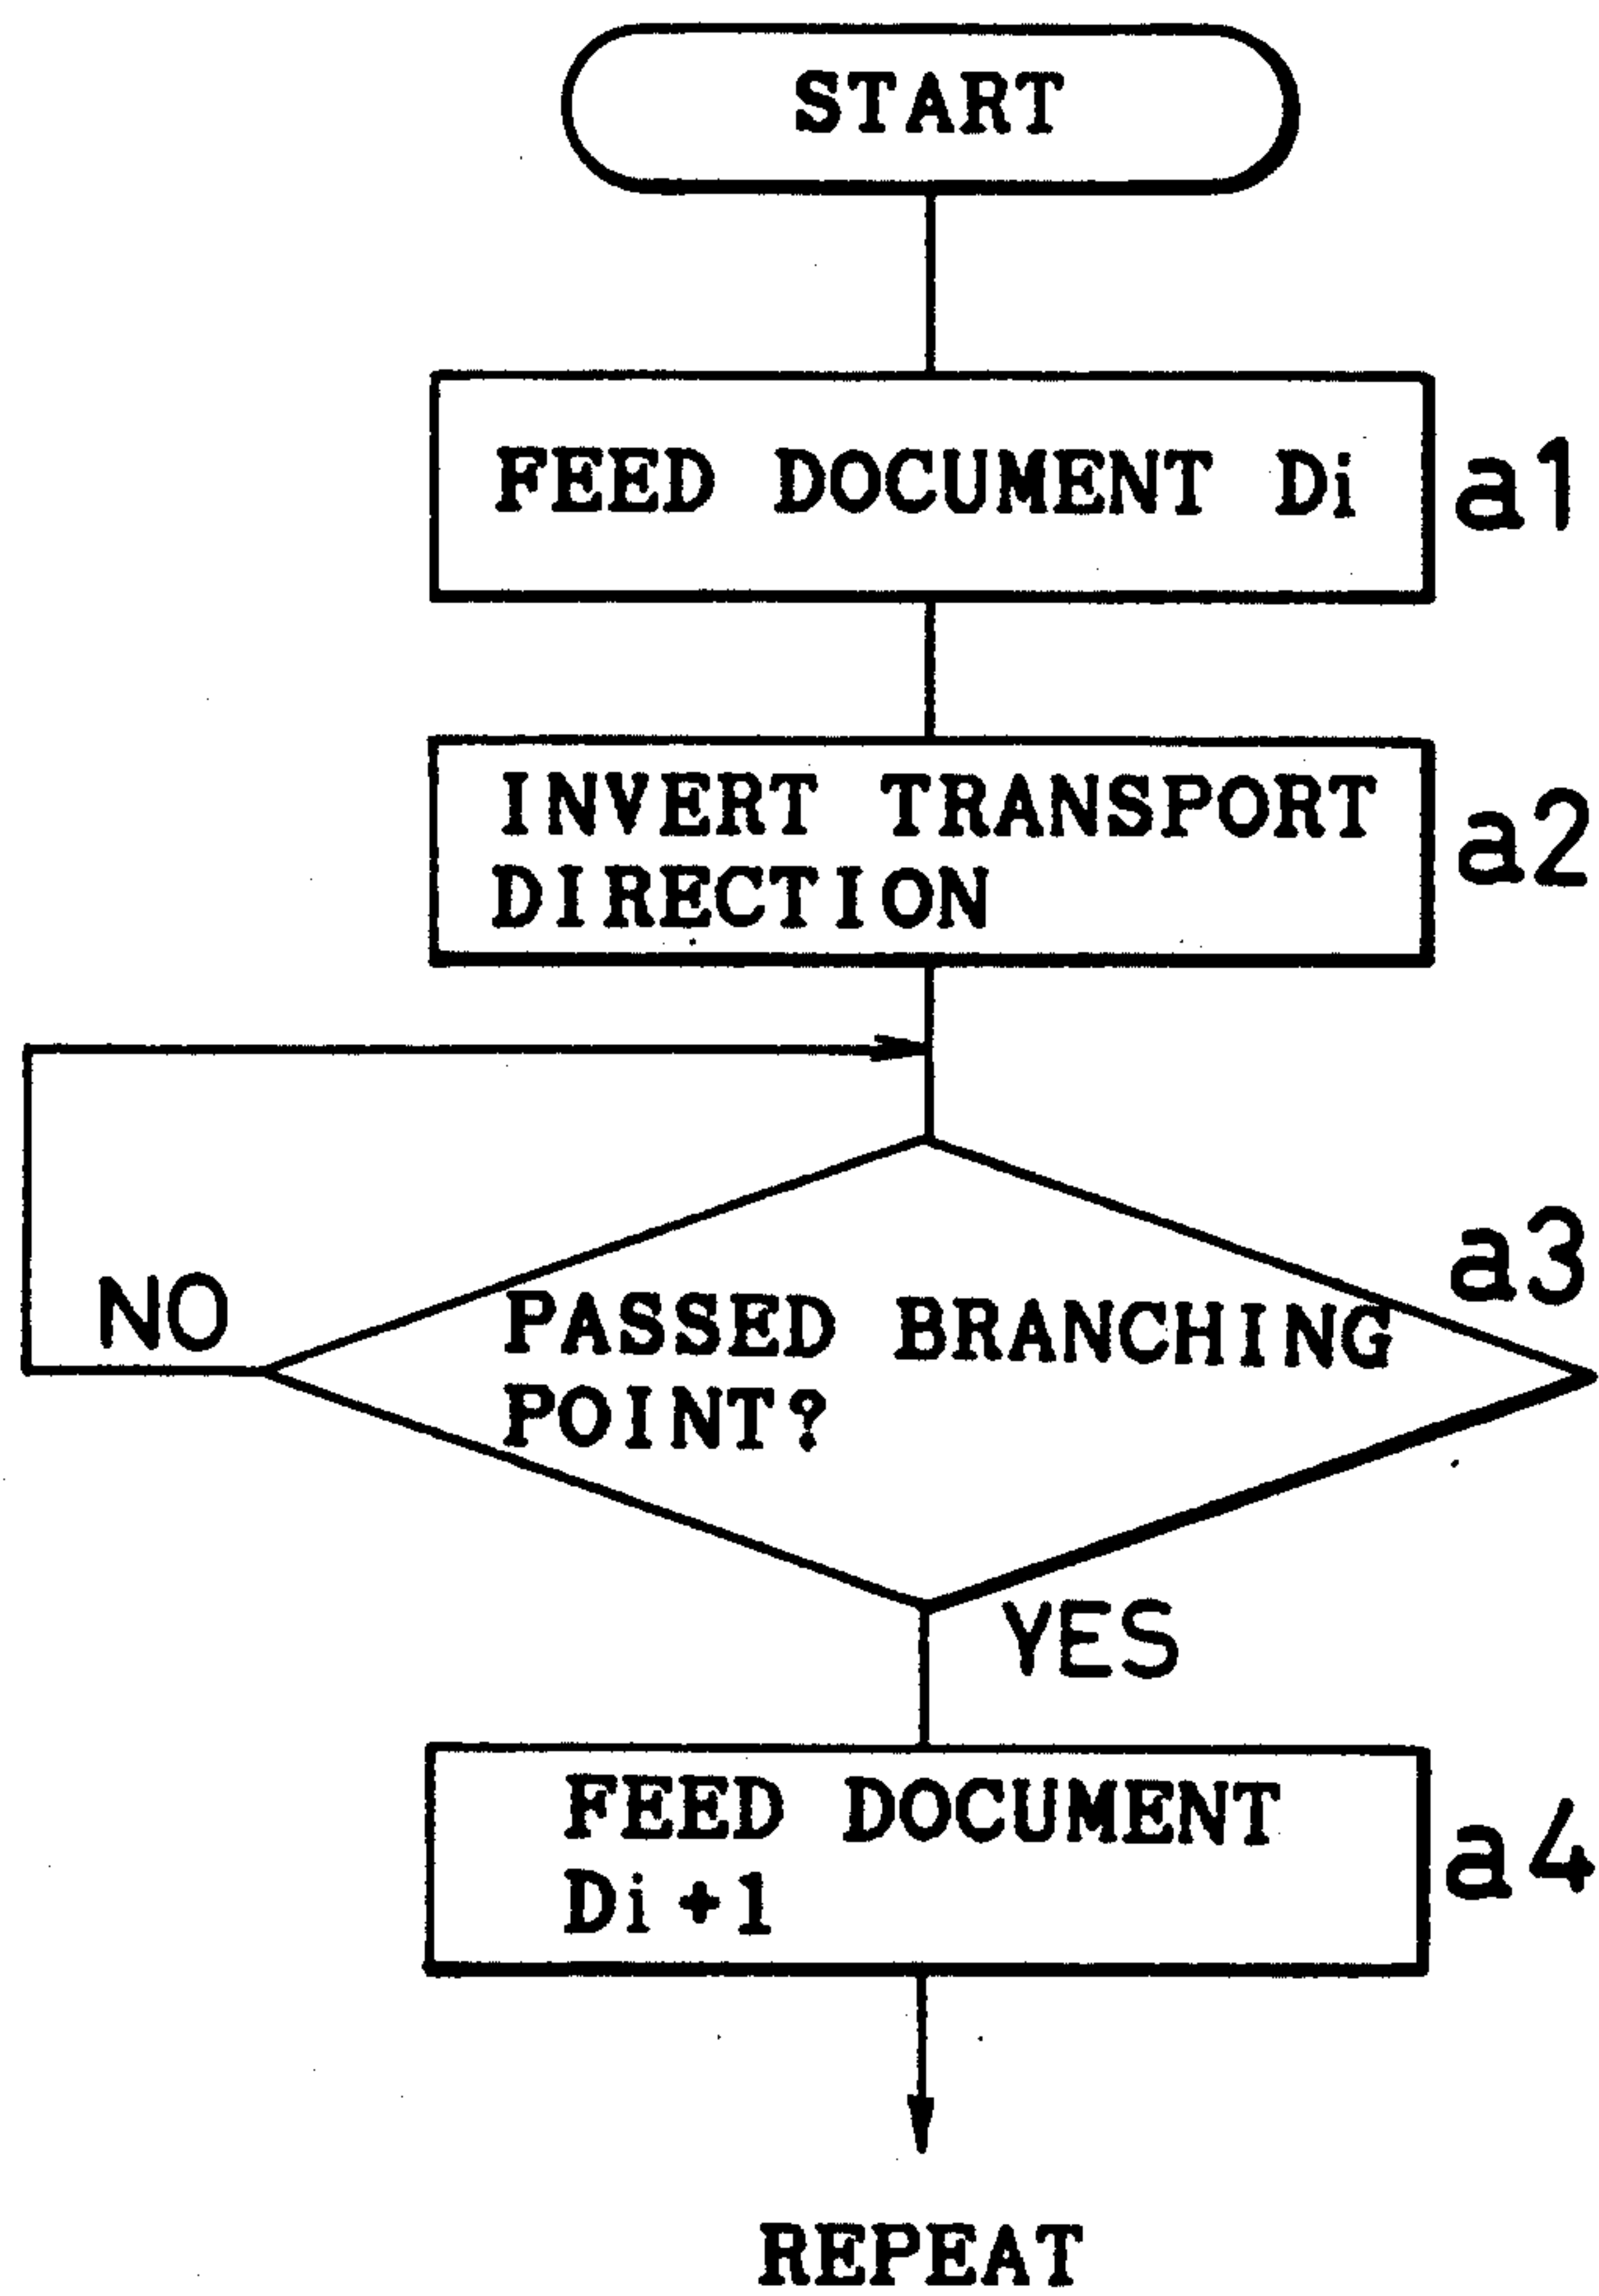 START
FEED DOCUMENT Di
a1
INVERT TRANSPORT
DIRECTION
a2
a3
NO
PASSED BRANCHING
POINT?
YES
FEED DOCUMENT
Di+1
a4
REPEAT